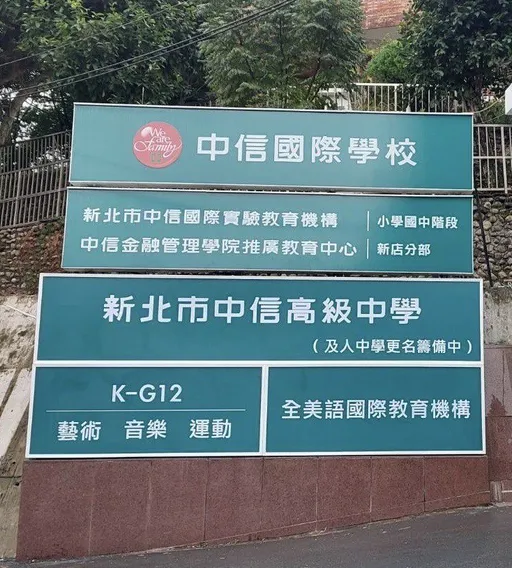 We Care Family
中信國際學校
新北市中信國際實驗教育機構 小學國中階段
中信金融管理學院推廣教育中心 新店分部
新北市中信高級中學
(及人中學更名籌備中)
K-G12
藝術 音樂 運動
全美語國際教育機構